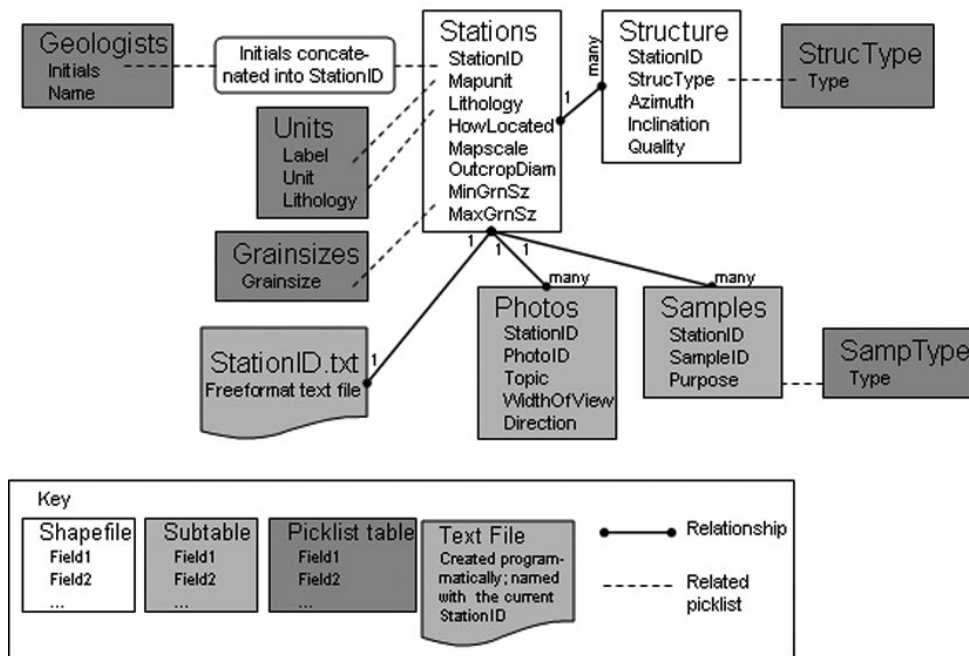 Geologists
Initials
Name
Initials concate-
nated into StationID
Stations
StationID
Mapunit
Lithology
HowLocated
Mapscale
OutcropDiam
MinGrnSz
MaxGrnSz
Structure
StationID
StrucType
Azimuth
Inclination
Quality
StrucType
Type
many
1
Units
Label
Unit
Lithology
Grainsizes
Grainsize
1
1
1
many
many
StationID.txt
Freeformat text file
1
Photos
StationID
PhotoID
Topic
WidthOfView
Direction
Samples
StationID
SampleID
Purpose
SampType
Type
Key
Shapefile
Field1
Field2
...
Subtable
Field1
Field2
...
Picklist table
Field1
Field2
...
Text File
Created program-
matically; named
with the current
StationID
Relationship
Related
picklist